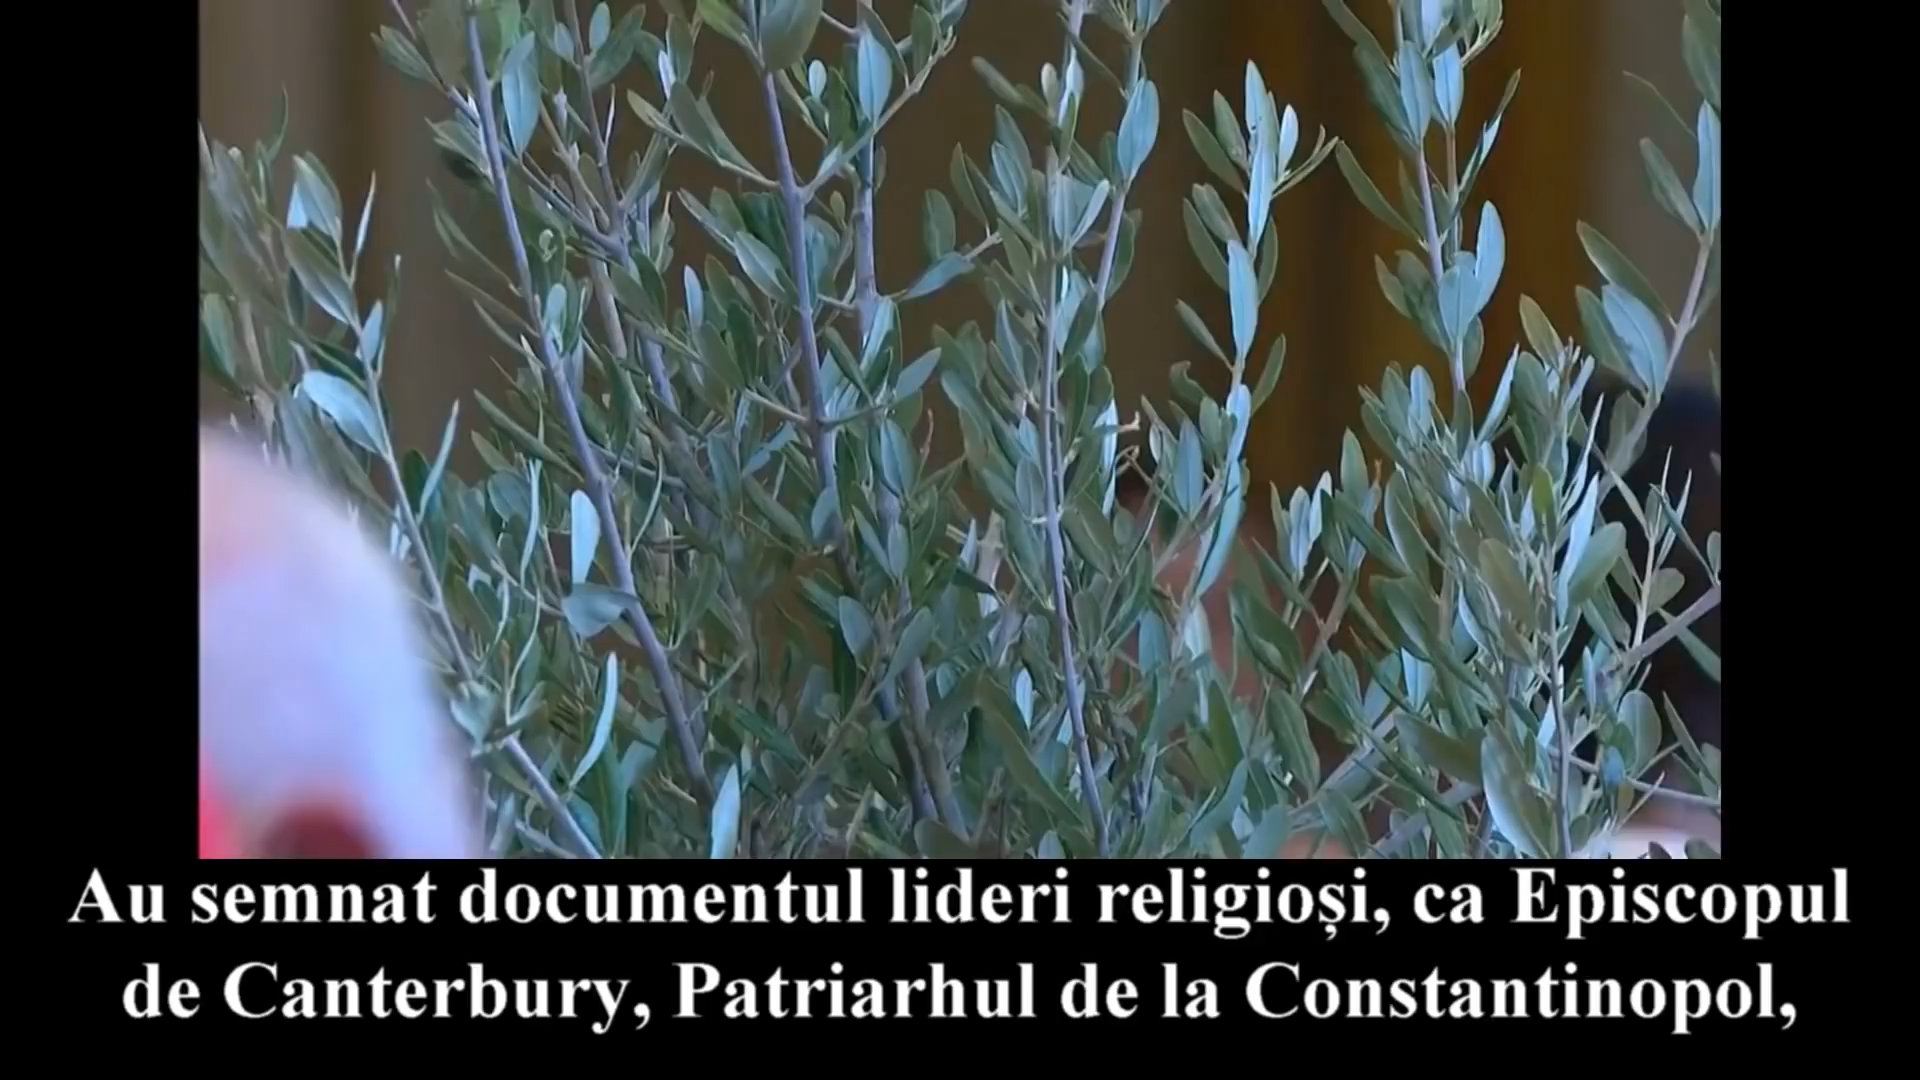 Au semnat documentul lideri religioși, ca Episcopul
de Canterbury, Patriarhul de la Constantinopol,